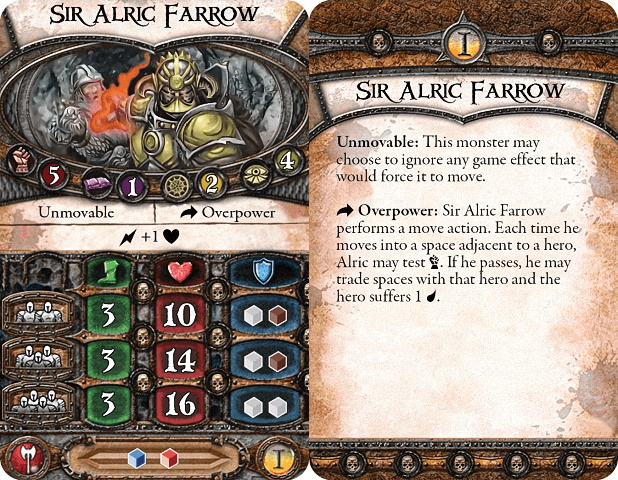 Sir Alric Farrow
5
1
2
4
Unmovable
Overpower
+1
3 10
3 14
3 16
I
I
Sir Alric Farrow
Unmovable: This monster may
choose to ignore any game effect that
would force it to move.
Overpower: Sir Alric Farrow
performs a move action. Each time he
moves into a space adjacent to a hero,
Alric may test . If he passes, he may
trade spaces with that hero and the
hero suffers 1 .